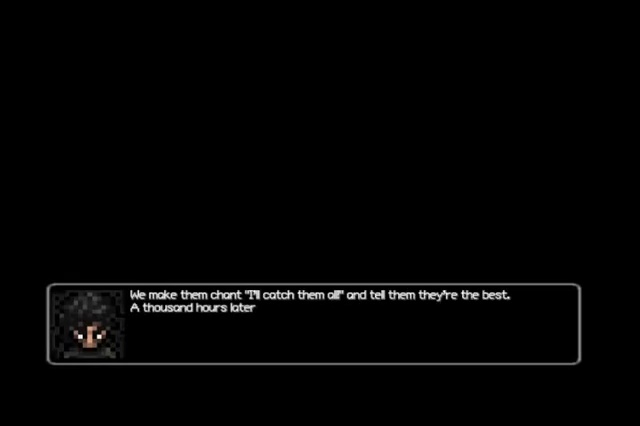 We make them chant "I'll catch them all!" and tell them they're the best.
A thousand hours later